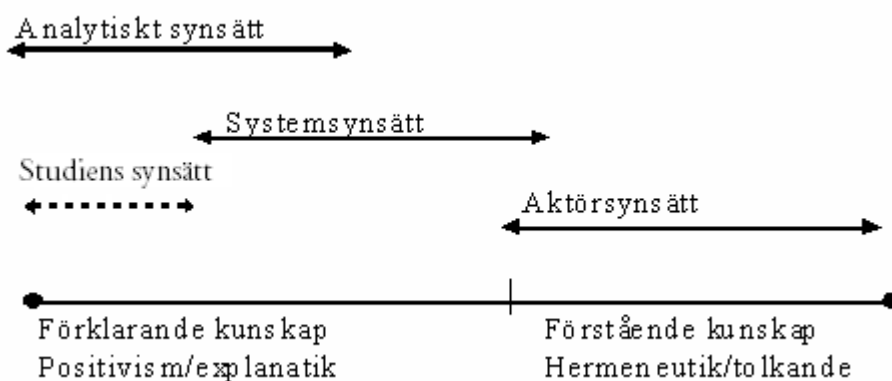 Analytiskt synsätt
Systemsynsätt
Studiens synsätt
Aktörsynsätt
Förklarande kunskap
Positivism/explanatik
Förstående kunskap
Hermeneutik/tolkande